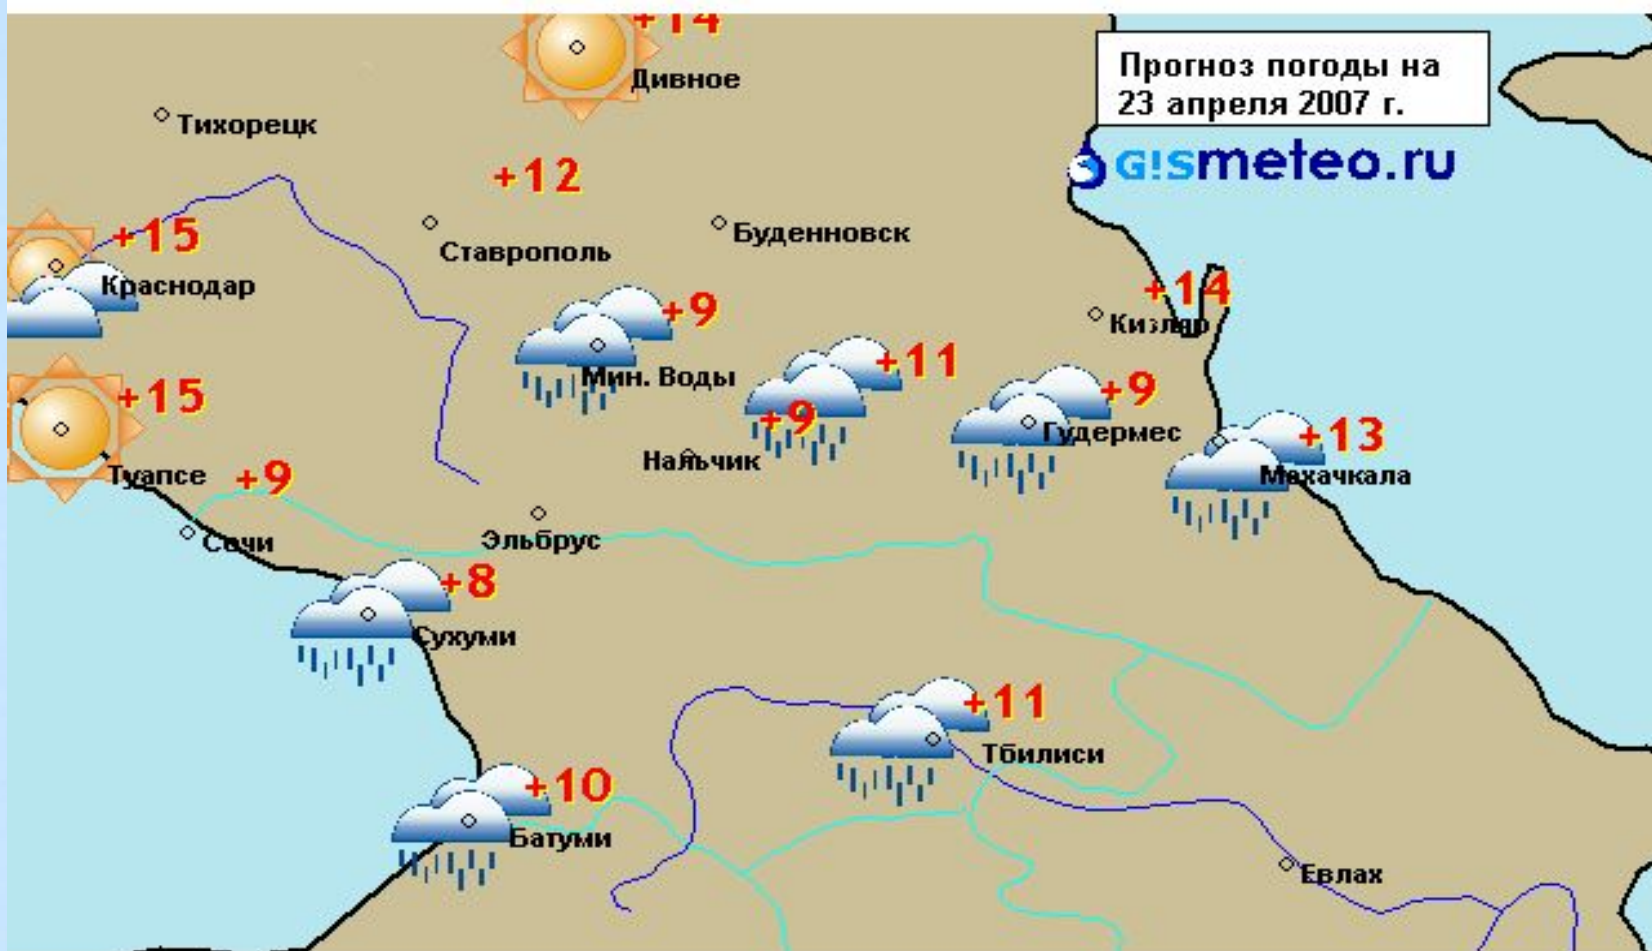 +14
Дивное
Прогноз погоды на
23 апреля 2007 г.
Тихорецк
G!Smeteo.ru
+12
+15
Ставрополь
Буденновск
Краснодар
+14
Кизляр
+9
Мин. Воды
+11
+9
+9
Гудермес
+15
+13
Махачкала
Нальчик
Туапсе
+9
Сочи
Эльбрус
+8
Сухуми
+11
Тбилиси
+10
Батуми
Евлах